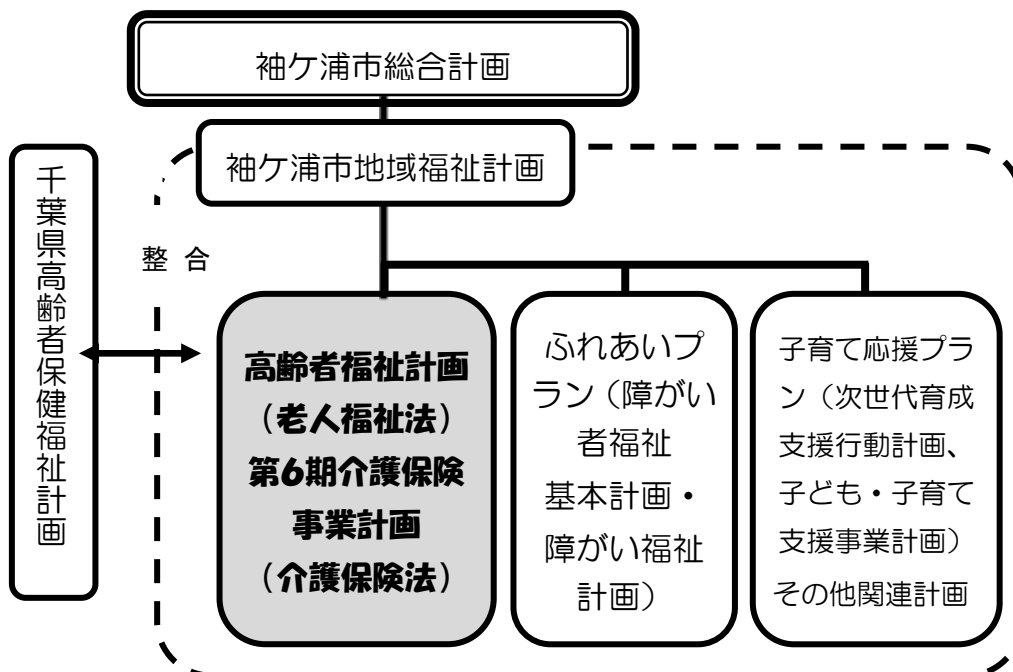 袖ケ浦市総合計画
袖ケ浦市地域福祉計画
千葉県高齢者保健福祉計画
整合
高齢者福祉計画
（老人福祉法）
第6期介護保険
事業計画
（介護保険法）
ふれあいプ
ラン（障がい
者福祉
基本計画・
障がい福祉
計画）
子育て応援プラ
ン（次世代育成
支援行動計画、
子ども・子育て
支援事業計画）
その他関連計画